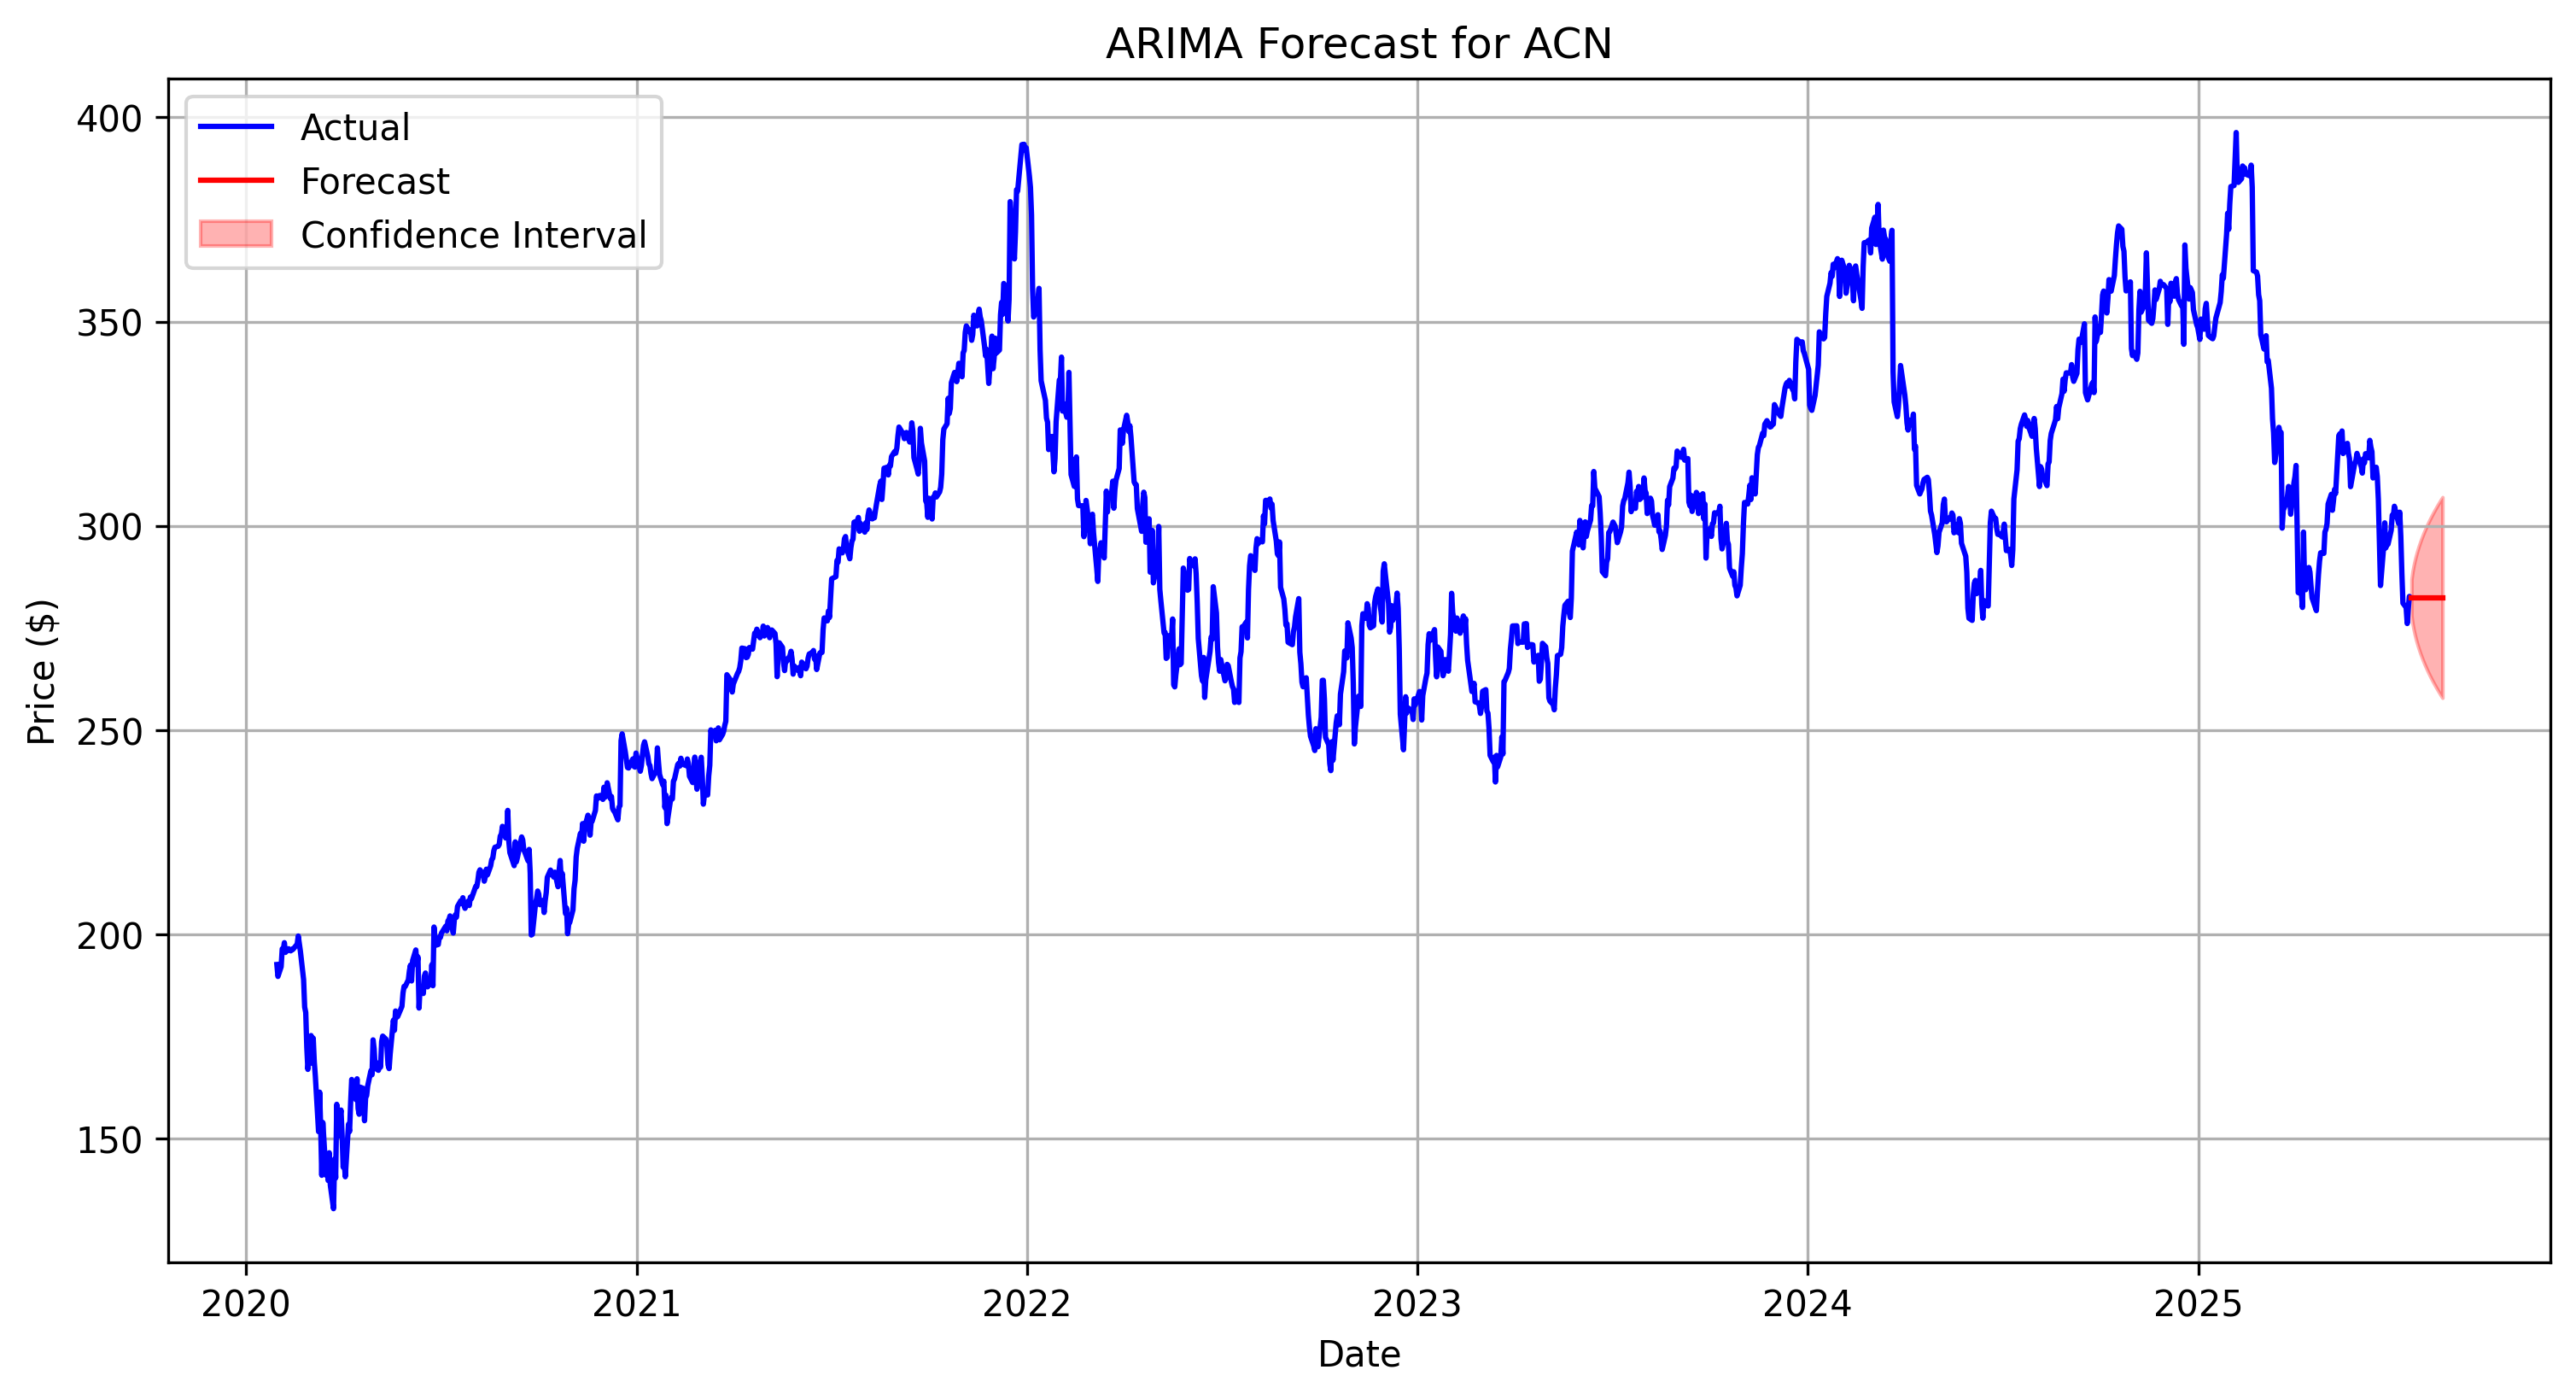 ARIMA Forecast for ACN
Actual
Forecast
Confidence Interval
400
350
300
250
200
150
Price ($)
2020 2021 2022 2023 2024 2025
Date